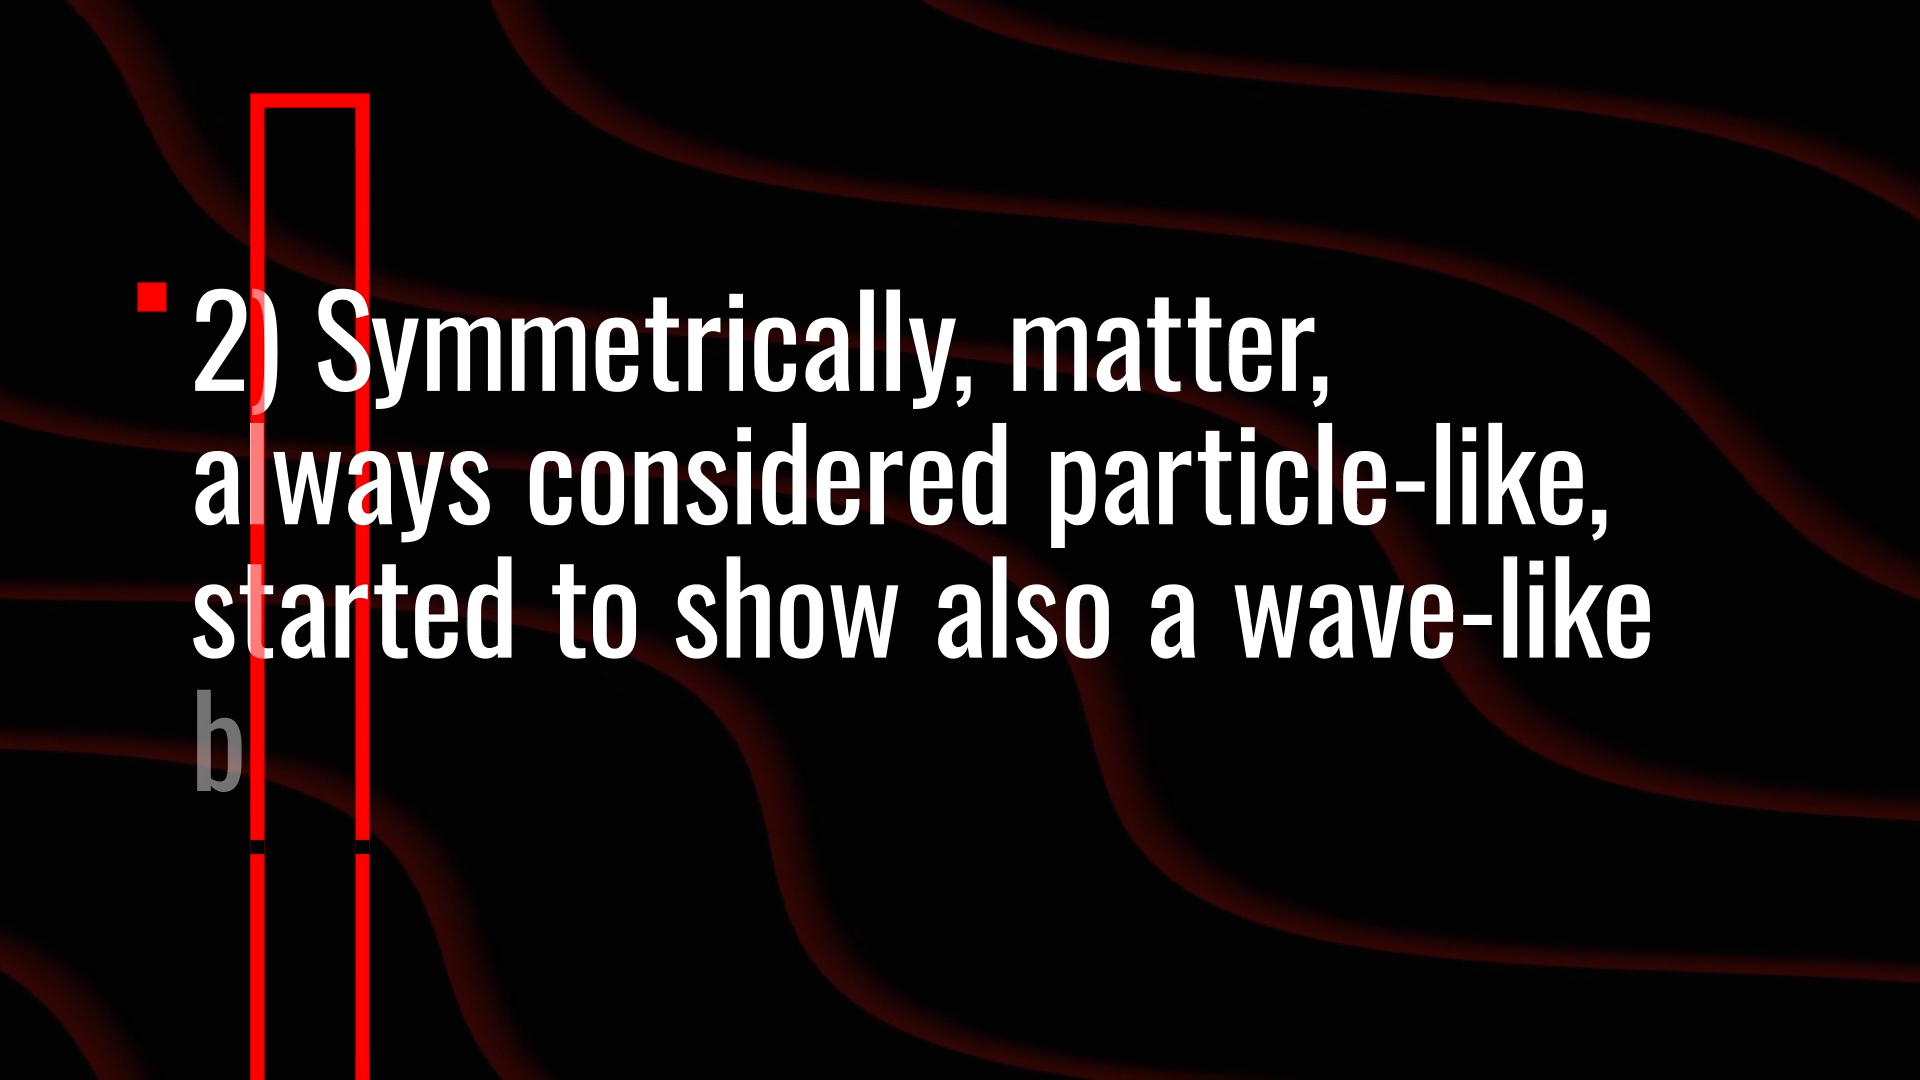 2) Symmetrically, matter,
always considered particle-like,
started to show also a wave-like
b